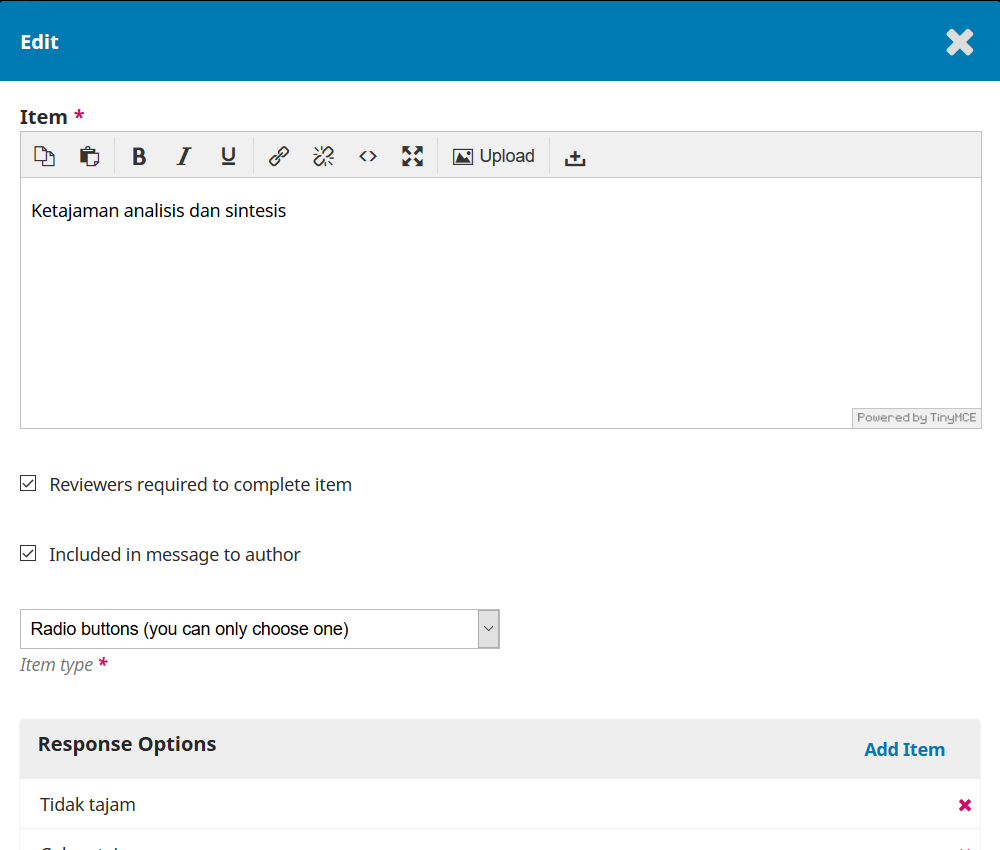 Edit
Item *
B I U Upload
Ketajaman analisis dan sintesis
Powered by TinyMCE
Reviewers required to complete item
Included in message to author
Radio buttons (you can only choose one)
Item type *
Response Options
Add Item
Tidak tajam